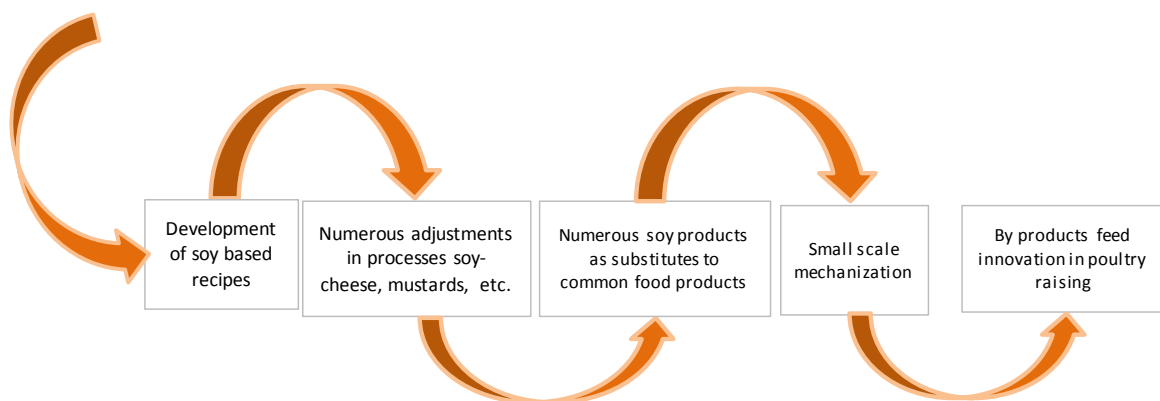 Development
of soy based
recipes
Numerous adjustments
in processes soy-
cheese, mustards, etc.
Numerous soy products
as substitutes to
common food products
Small scale
mechanization
By products feed
innovation in poultry
raising